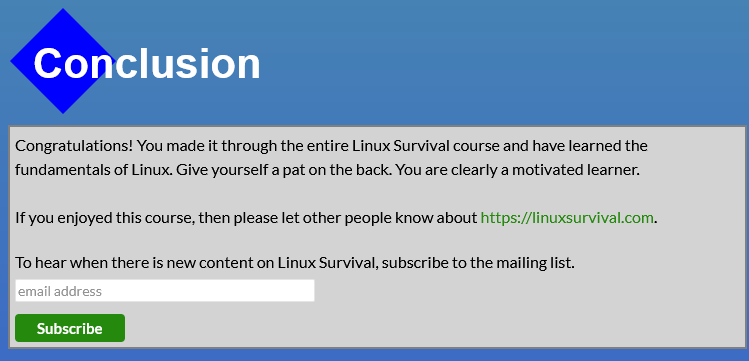 Conclusion
Congratulations! You made it through the entire Linux Survival course and have learned the
fundamentals of Linux. Give yourself a pat on the back. You are clearly a motivated learner.
If you enjoyed this course, then please let other people know about https://linuxsurvival.com.
To hear when there is new content on Linux Survival, subscribe to the mailing list.
email address
Subscribe